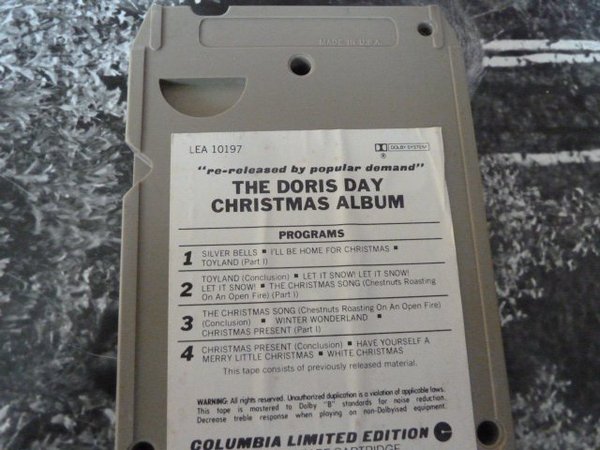 MADE IN U.S.A.
LEA 10197
DOLBY SYSTEM
®
"re-released by popular demand"
THE DORIS DAY
CHRISTMAS ALBUM
PROGRAMS
1 SILVER BELLS ▪ I'LL BE HOME FOR CHRISTMAS ▪
TOYLAND (Part I)
2 TOYLAND (Conclusion) ▪ LET IT SNOW! LET IT SNOW!
LET IT SNOW! ▪ THE CHRISTMAS SONG (Chestnuts Roasting
On An Open Fire) (Part I)
3 THE CHRISTMAS SONG (Chestnuts Roasting On An Open Fire)
(Conclusion) ▪ WINTER WONDERLAND ▪
CHRISTMAS PRESENT (Part I)
4 CHRISTMAS PRESENT (Conclusion) ▪ HAVE YOURSELF A
MERRY LITTLE CHRISTMAS ▪ WHITE CHRISTMAS
This tape consists of previously released material.
WARNING: All rights reserved. Unauthorized duplication is a violation of applicable laws.
This tape is mastered to Dolby "B" standards for noise reduction.
Decrease treble response when playing on non-Dolbyised equipment.
COLUMBIA LIMITED EDITION
CARTRIDGE